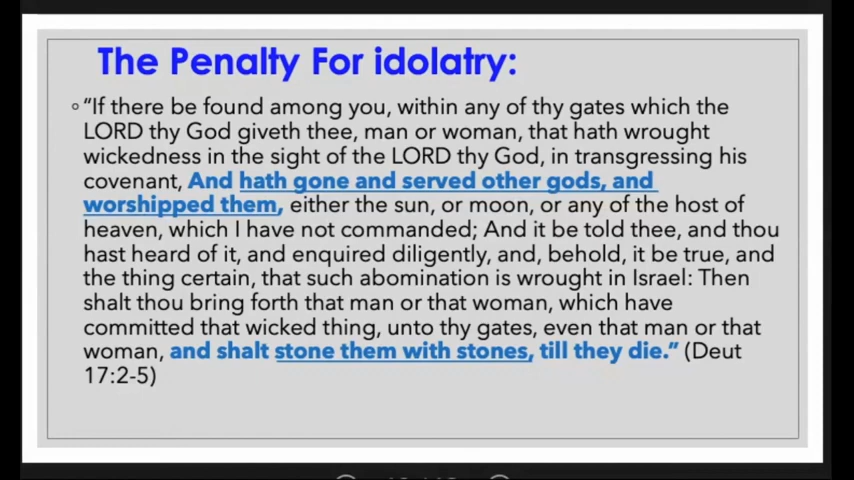 The Penalty For idolatry:
“If there be found among you, within any of thy gates which the
LORD thy God giveth thee, man or woman, that hath wrought
wickedness in the sight of the LORD thy God, in transgressing his
covenant, And hath gone and served other gods, and
worshipped them, either the sun, or moon, or any of the host of
heaven, which I have not commanded; And it be told thee, and thou
hast heard of it, and enquired diligently, and, behold, it be true, and
the thing certain, that such abomination is wrought in Israel: Then
shalt thou bring forth that man or that woman, which have
committed that wicked thing, unto thy gates, even that man or that
woman, and shalt stone them with stones, till they die.” (Deut
17:2-5)